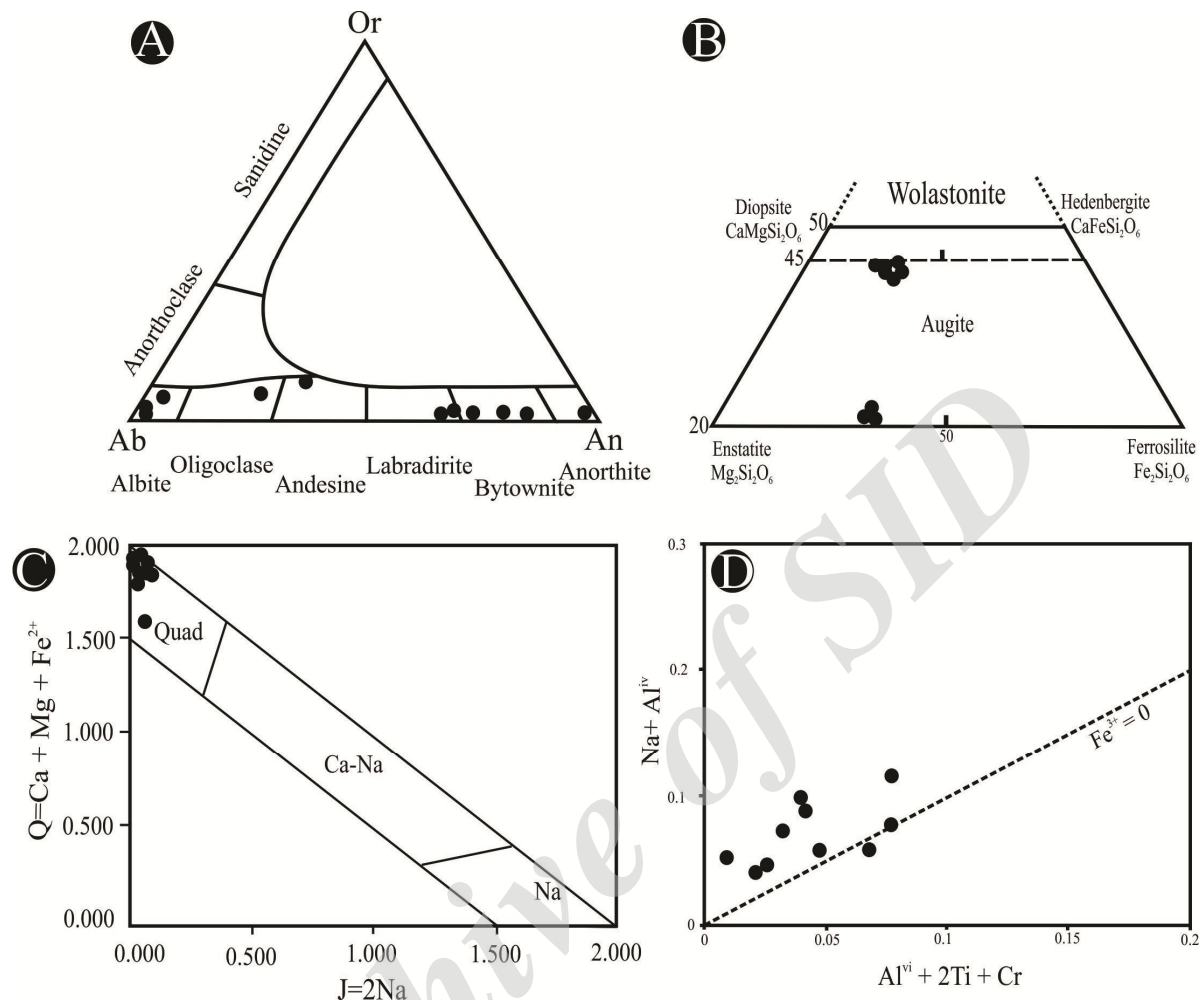 A
Or
Sanidine
Anorthoclase
Ab
An
Albite
Oligoclase
Andesine
Labradirite
Bytownite
Anorthite
B
Wolastonite
Diopsite
CaMgSi₂O₆
Hedenbergite
CaFeSi₂O₆
50
45
Augite
20
50
Enstatite
Mg₂Si₂O₆
Ferrosilite
Fe₂Si₂O₆
C
2.000
1.500
1.000
0.500
0.000
Q=Ca + Mg + Fe²⁺
Quad
Ca-Na
Na
0.000
0.500
1.000
1.500
2.000
J=2Na
D
0.3
0.2
0.1
0
Na+ Alⁱᵛ
Fe³⁺ = 0
0
0.05
0.1
0.15
0.2
Alᵛⁱ + 2Ti + Cr
hive of SID